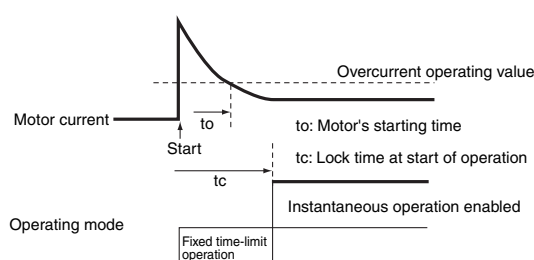 Overcurrent operating value
Motor current
to
to: Motor's starting time
Start
tc: Lock time at start of operation
tc
Instantaneous operation enabled
Operating mode
Fixed time-limit
operation